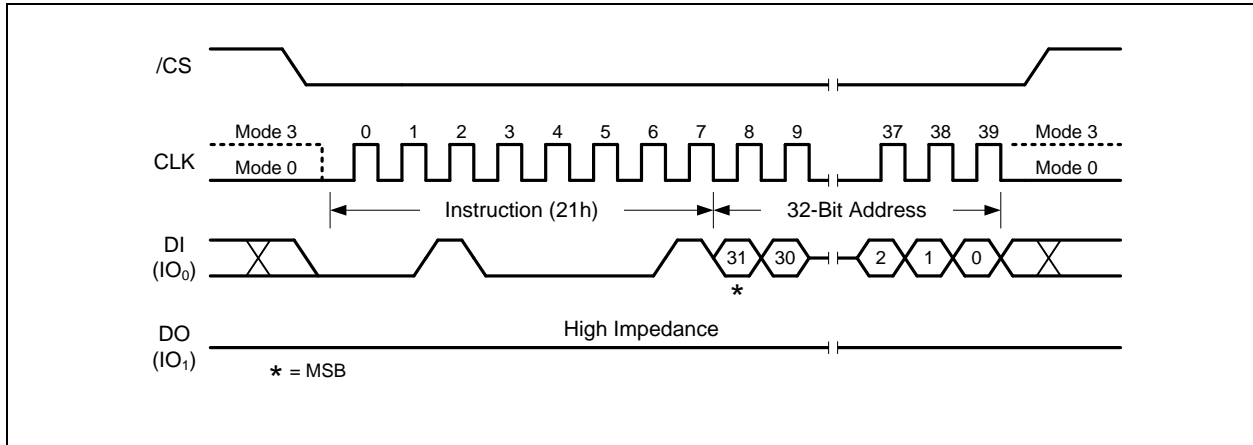 /CS
Mode 3 0 1 2 3 4 5 6 7 8 9 37 38 39 Mode 3
CLK
Mode 0 Mode 0
Instruction (21h) 32-Bit Address
DI
(IO₀)
31 30 2 1 0
*
High Impedance
DO
(IO₁)
* = MSB